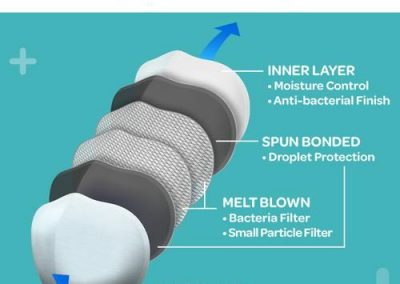 INNER LAYER
• Moisture Control
• Anti-bacterial Finish
SPUN BONDED
• Droplet Protection
MELT BLOWN
• Bacteria Filter
• Small Particle Filter